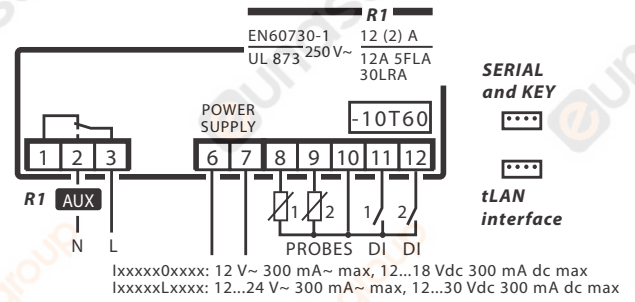 R1
EN60730-1
UL 873
250 V~
12 (2) A
12A 5FLA
30LRA
SERIAL
and KEY
POWER
SUPPLY
-10T60
1 2 3 6 7 8 9 10 11 12
tLAN
interface
R1 AUX
1 2 1 2
N L
PROBES DI DI
Ixxxxx0xxxx: 12 V~ 300 mA~ max, 12...18 Vdc 300 mA dc max
IxxxxxLxxxx: 12...24 V~ 300 mA~ max, 12...30 Vdc 300 mA dc max